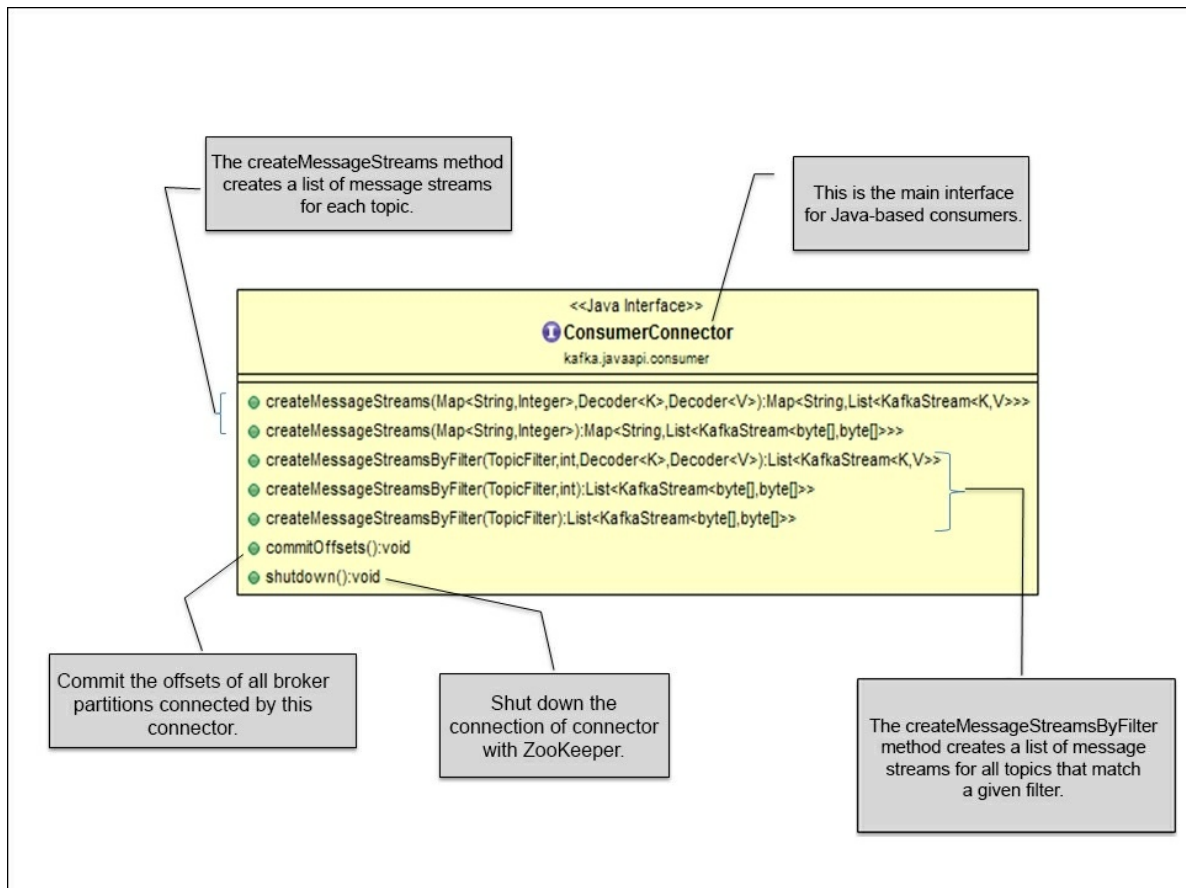 The createMessageStreams method
creates a list of message streams
for each topic.
This is the main interface
for Java-based consumers.
<<Java Interface>>
I ConsumerConnector
kafka.javaapi.consumer
createMessageStreams(Map<String,Integer>,Decoder<K>,Decoder<V>):Map<String,List<KafkaStream<K,V>>>
createMessageStreams(Map<String,Integer>):Map<String,List<KafkaStream<byte[],byte[]>>>
createMessageStreamsByFilter(TopicFilter,int,Decoder<K>,Decoder<V>):List<KafkaStream<K,V>>
createMessageStreamsByFilter(TopicFilter,int):List<KafkaStream<byte[],byte[]>>
createMessageStreamsByFilter(TopicFilter):List<KafkaStream<byte[],byte[]>>
commitOffsets():void
shutdown():void
Commit the offsets of all broker
partitions connected by this
connector.
Shut down the
connection of connector
with ZooKeeper.
The createMessageStreamsByFilter
method creates a list of message
streams for all topics that match
a given filter.